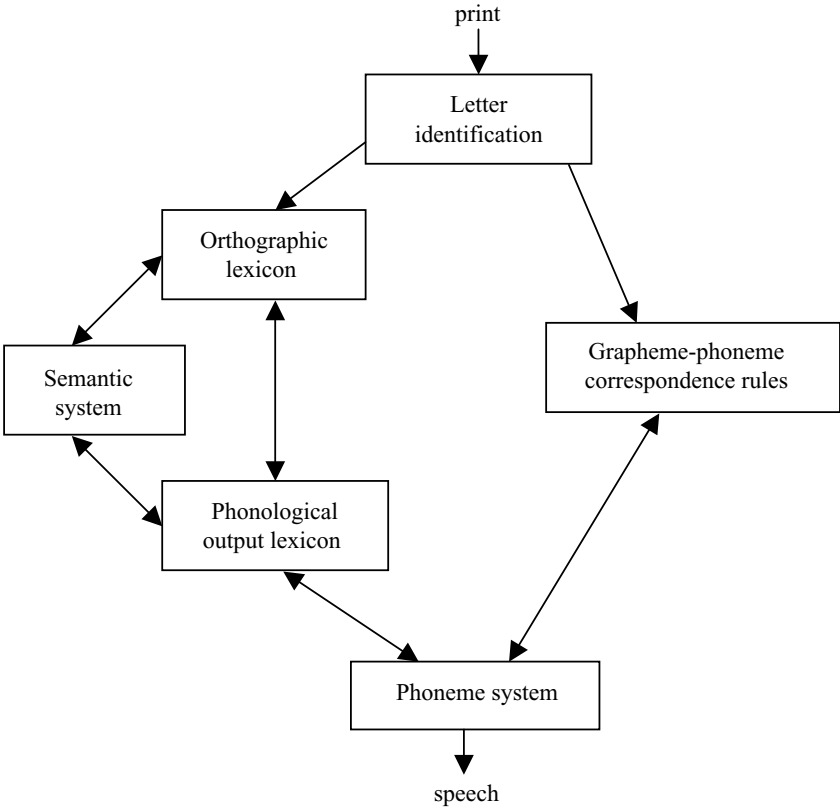 print
Letter
identification
Orthographic
lexicon
Semantic
system
Grapheme-phoneme
correspondence rules
Phonological
output lexicon
Phoneme system
speech